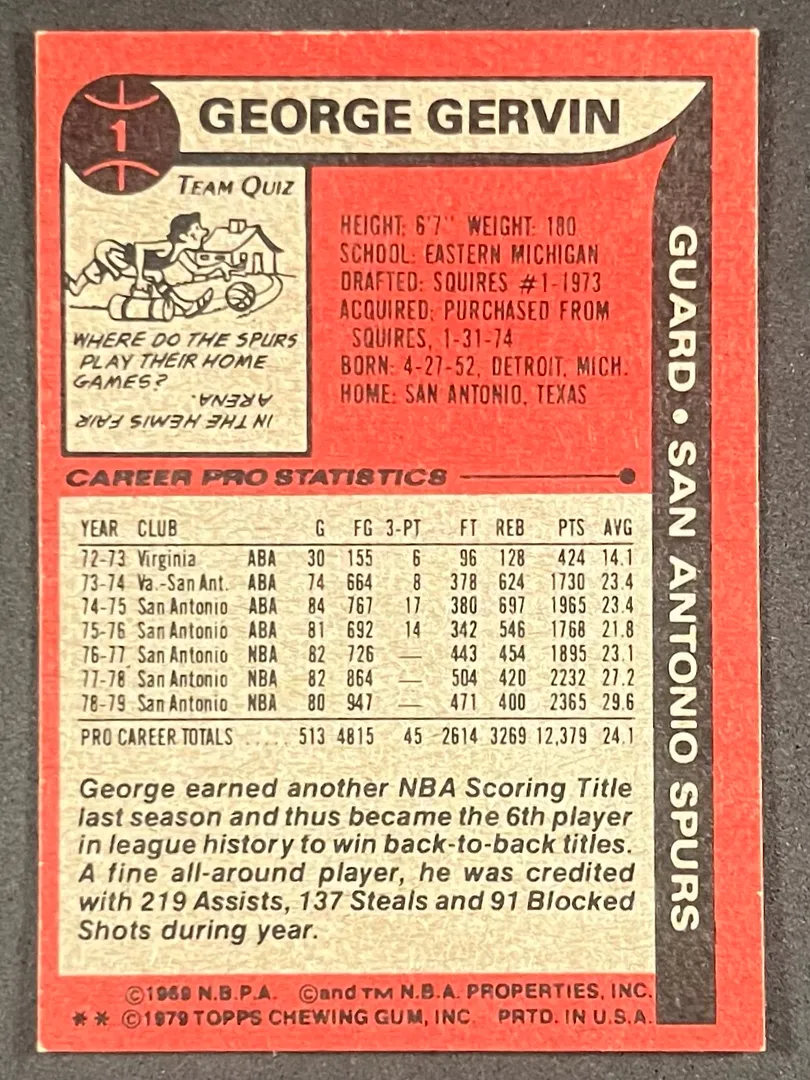 1
GEORGE GERVIN
TEAM QUIZ
WHERE DO THE SPURS
PLAY THEIR HOME
GAMES?
IN THE HEMIS FAIR
ARENA.
HEIGHT: 6'7" WEIGHT: 180
SCHOOL: EASTERN MICHIGAN
DRAFTED: SQUIRES #1-1973
ACQUIRED: PURCHASED FROM
SQUIRES, 1-31-74
BORN: 4-27-52, DETROIT, MICH.
HOME: SAN ANTONIO, TEXAS
GUARD • SAN ANTONIO SPURS
CAREER PRO STATISTICS
YEAR CLUB G FG 3-PT FT REB PTS AVG
72-73 Virginia ABA 30 155 6 96 128 424 14.1
73-74 Va.-San Ant. ABA 74 664 8 378 624 1730 23.4
74-75 San Antonio ABA 84 767 17 380 697 1965 23.4
75-76 San Antonio ABA 81 692 14 342 546 1768 21.8
76-77 San Antonio NBA 82 726 — 443 454 1895 23.1
77-78 San Antonio NBA 82 864 — 504 420 2232 27.2
78-79 San Antonio NBA 80 947 — 471 400 2365 29.6
PRO CAREER TOTALS ..... 513 4815 45 2614 3269 12,379 24.1
George earned another NBA Scoring Title
last season and thus became the 6th player
in league history to win back-to-back titles.
A fine all-around player, he was credited
with 219 Assists, 137 Steals and 91 Blocked
Shots during year.
©1969 N.B.P.A. ©and TM N.B.A. PROPERTIES, INC.
** ©1979 TOPPS CHEWING GUM, INC. PRTD. IN U.S.A.